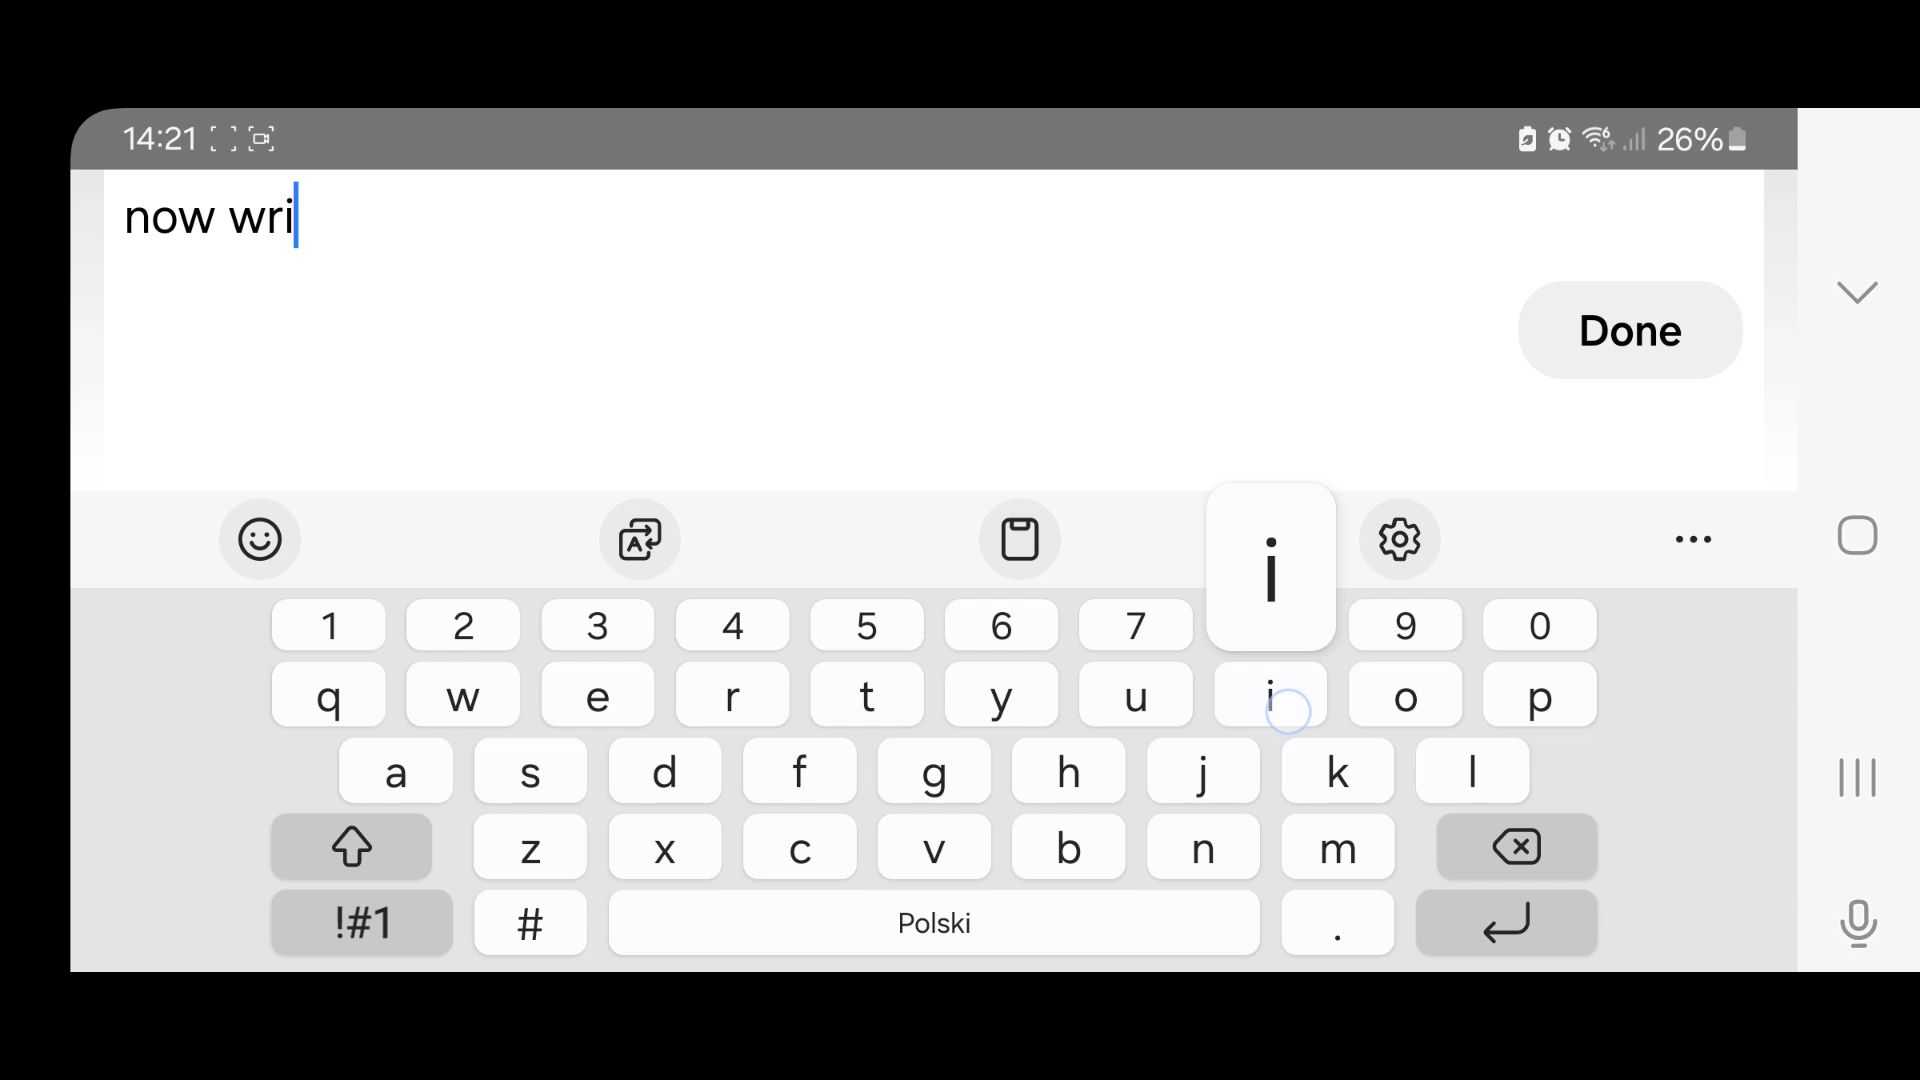 14:21 26%
now wri
Done
i
1 2 3 4 5 6 7 9 0
q w e r t y u i o p
a s d f g h j k l
z x c v b n m
!#1 # Polski .